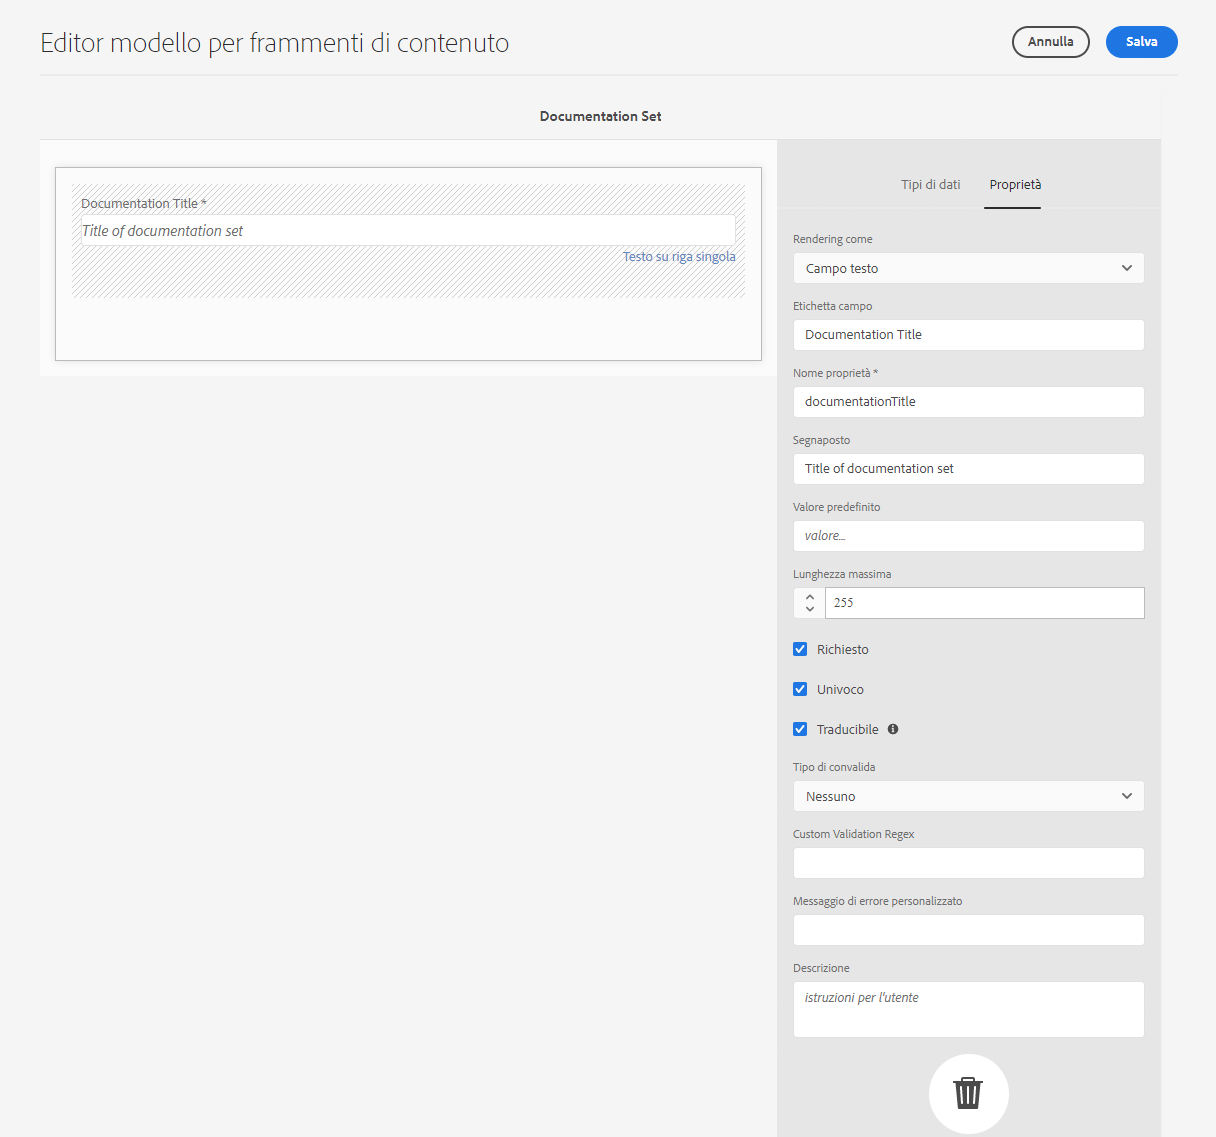 Editor modello per frammenti di contenuto
Annulla
Salva
Documentation Set
Documentation Title *
Title of documentation set
Testo su riga singola
Tipi di dati
Proprietà
Rendering come
Campo testo
Etichetta campo
Documentation Title
Nome proprietà *
documentationTitle
Segnaposto
Title of documentation set
Valore predefinito
valore...
Lunghezza massima
255
Richiesto
Univoco
Traducibile
Tipo di convalida
Nessuno
Custom Validation Regex
Messaggio di errore personalizzato
Descrizione
istruzioni per l'utente